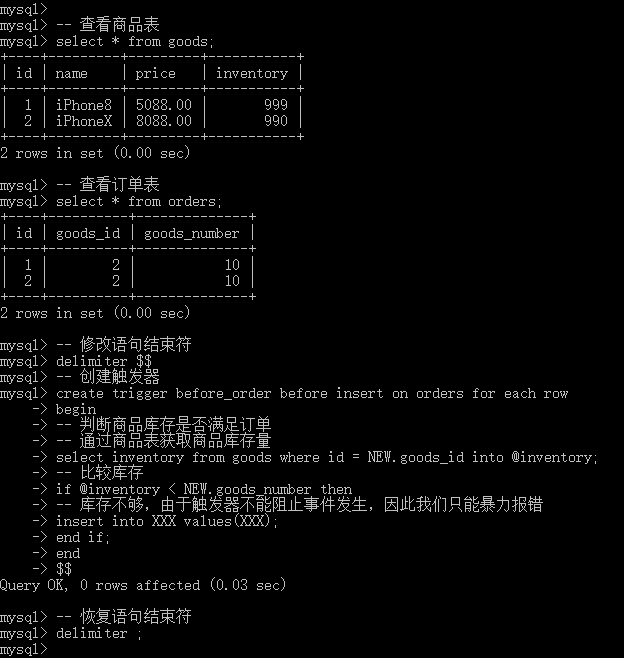 mysql>
mysql> -- 查看商品表
mysql> select * from goods;
+----+---------+---------+-----------+
| id | name    | price   | inventory |
+----+---------+---------+-----------+
|  1 | iPhone8 | 5088.00 |       999 |
|  2 | iPhoneX | 8088.00 |       990 |
+----+---------+---------+-----------+
2 rows in set (0.00 sec)
mysql> -- 查看订单表
mysql> select * from orders;
+----+----------+--------------+
| id | goods_id | goods_number |
+----+----------+--------------+
|  1 |        2 |           10 |
|  2 |        2 |           10 |
+----+----------+--------------+
2 rows in set (0.00 sec)
mysql> -- 修改语句结束符
mysql> delimiter $$
mysql> -- 创建触发器
mysql> create trigger before_order before insert on orders for each row
    -> begin
    -> -- 判断商品库存是否满足订单
    -> -- 通过商品表获取商品库存量
    -> select inventory from goods where id = NEW.goods_id into @inventory;
    -> -- 比较库存
    -> if @inventory < NEW.goods_number then
    -> -- 库存不够，由于触发器不能阻止事件发生，因此我们只能暴力报错
    -> insert into XXX values(XXX);
    -> end if;
    -> end
    -> $$
Query OK, 0 rows affected (0.03 sec)
mysql> -- 恢复语句结束符
mysql> delimiter ;
mysql>